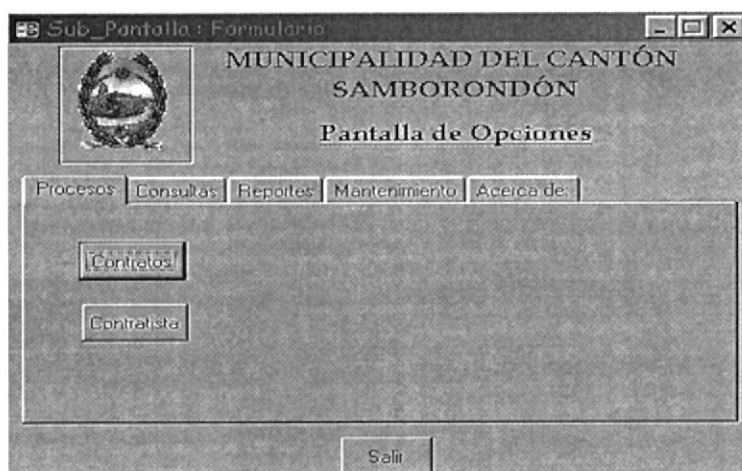 Sub_Pantalla : Formulario
MUNICIPALIDAD DEL CANTÓN
SAMBORONDÓN
Pantalla de Opciones
Procesos Consultas Reportes Mantenimiento Acerca de:
Contratos
Contratista
Salir